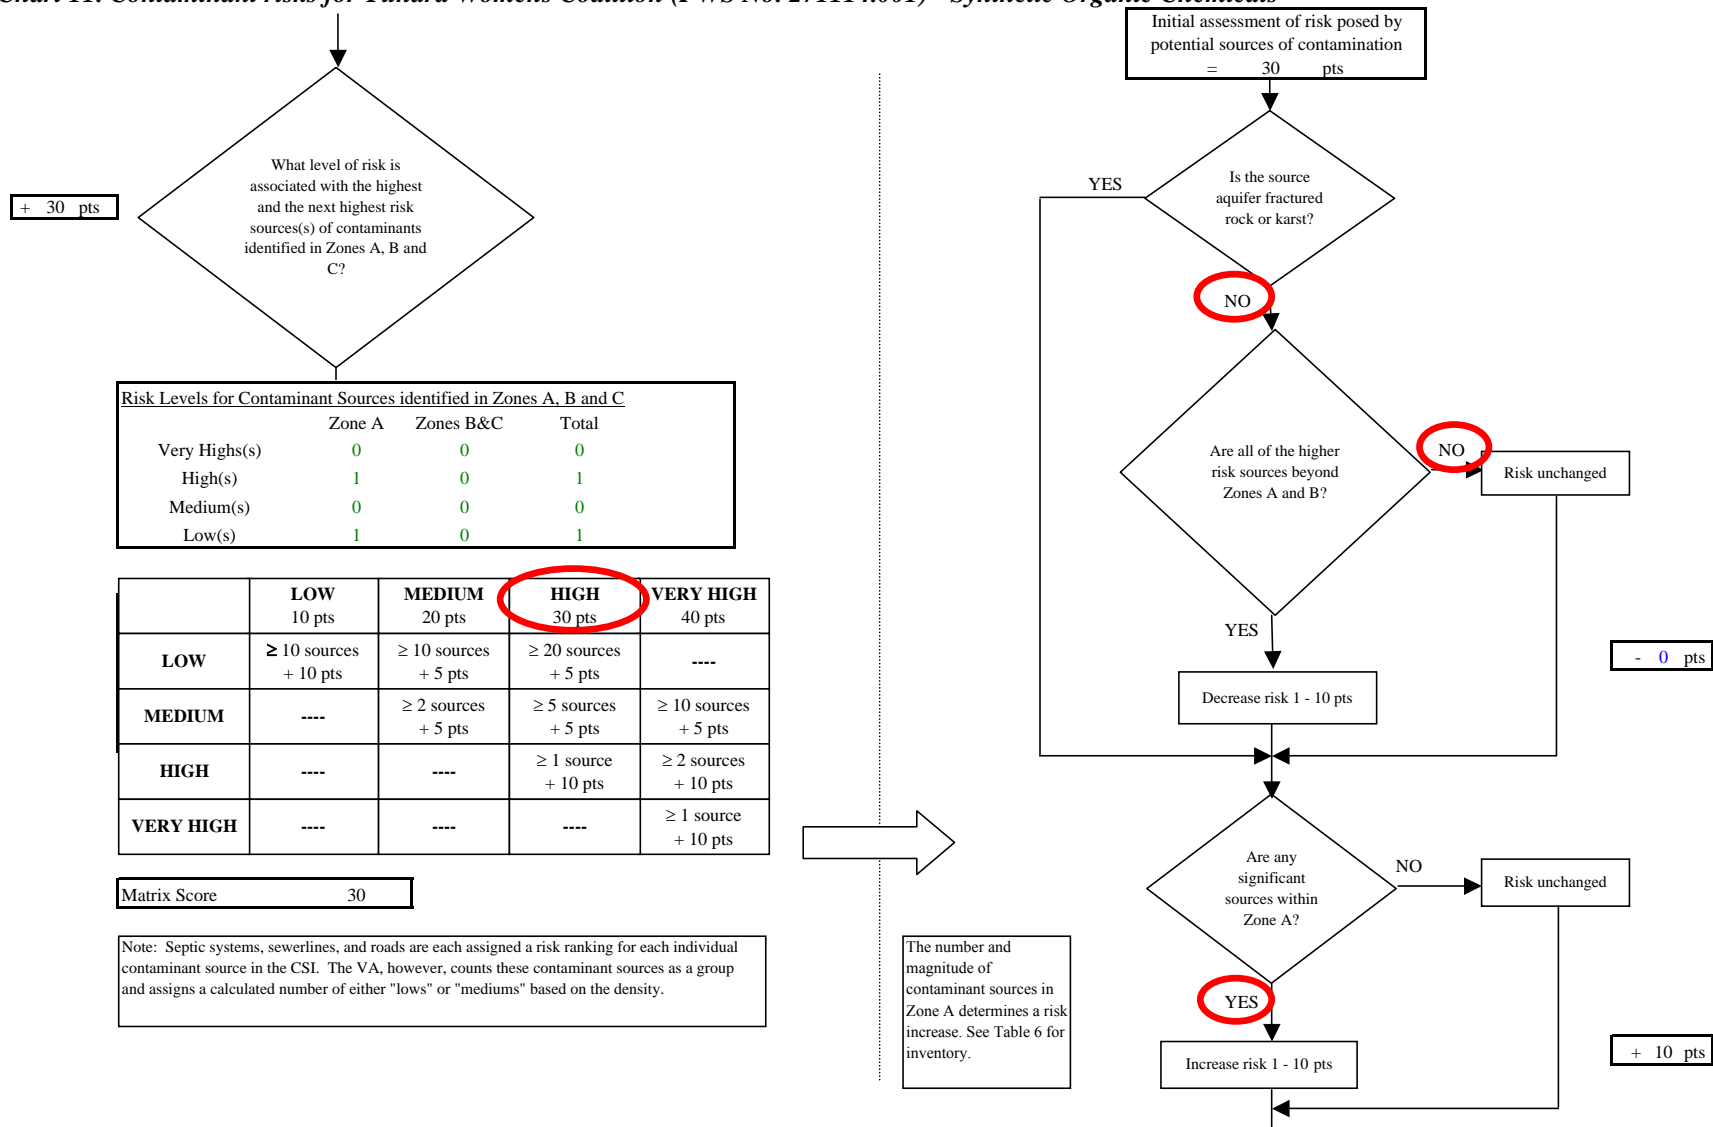 What level of risk is
associated with the highest
and the next highest risk
sources(s) of contaminants
identified in Zones A, B and
C?
+ 30 pts
Risk Levels for Contaminant Sources identified in Zones A, B and C
Zone A Zones B&C Total
Very Highs(s) 0 0 0
High(s) 1 0 1
Medium(s) 0 0 0
Low(s) 1 0 1
LOW MEDIUM HIGH VERY HIGH
10 pts 20 pts 30 pts 40 pts
LOW ≥ 10 sources + 10 pts ≥ 10 sources + 5 pts ≥ 20 sources + 5 pts ----
MEDIUM ---- ≥ 2 sources + 5 pts ≥ 5 sources + 5 pts ≥ 10 sources + 5 pts
HIGH ---- ---- ≥ 1 source + 10 pts ≥ 2 sources + 10 pts
VERY HIGH ---- ---- ---- ≥ 1 source + 10 pts
Matrix Score 30
Note: Septic systems, sewerlines, and roads are each assigned a risk ranking for each individual
contaminant source in the CSI. The VA, however, counts these contaminant sources as a group
and assigns a calculated number of either "lows" or "mediums" based on the density.
Initial assessment of risk posed by
potential sources of contamination
= 30 pts
Is the source
aquifer fractured
rock or karst?
YES
NO
Are all of the higher
risk sources beyond
Zones A and B?
NO
Risk unchanged
YES
Decrease risk 1 - 10 pts
- 0 pts
Are any
significant
sources within
Zone A?
NO
Risk unchanged
YES
The number and
magnitude of
contaminant sources in
Zone A determines a risk
increase. See Table 6 for
inventory.
Increase risk 1 - 10 pts
+ 10 pts